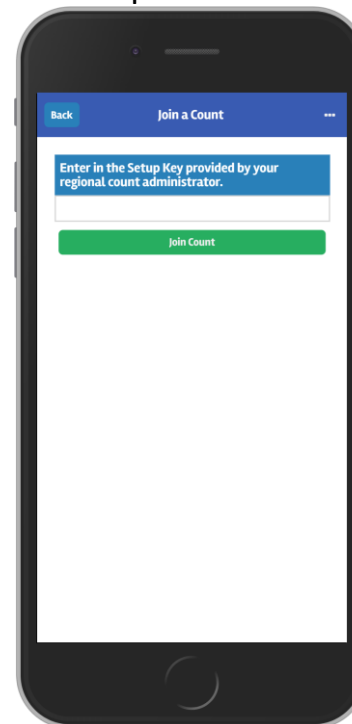 Back
Join a Count
...
Enter in the Setup Key provided by your
regional count administrator.
Join Count